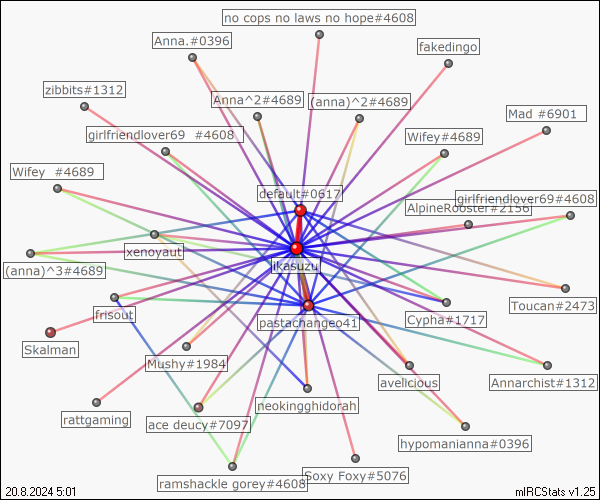 no cops no laws no hope#4608
Anna.#0396
fakedingo
zibbits#1312
Anna^2#4689
(anna)^2#4689
Mad #6901
girlfriendlover69 #4608
Wifey#4689
Wifey #4689
default#0617
girlfriendlover69#4608
AlpineRooster#2156
xenoyaut
(anna)^3#4689
ikasuzu
Toucan#2473
frisout
pastachangeo41
Cypha#1717
Skalman
Mushy#1984
avelicious
Annarchist#1312
rattgaming
neokingghidorah
ace deucy#7097
hypomanianna#0396
ramshackle gorey#4608
Soxy Foxy#5076
20.8.2024 5:01
mIRCStats v1.25